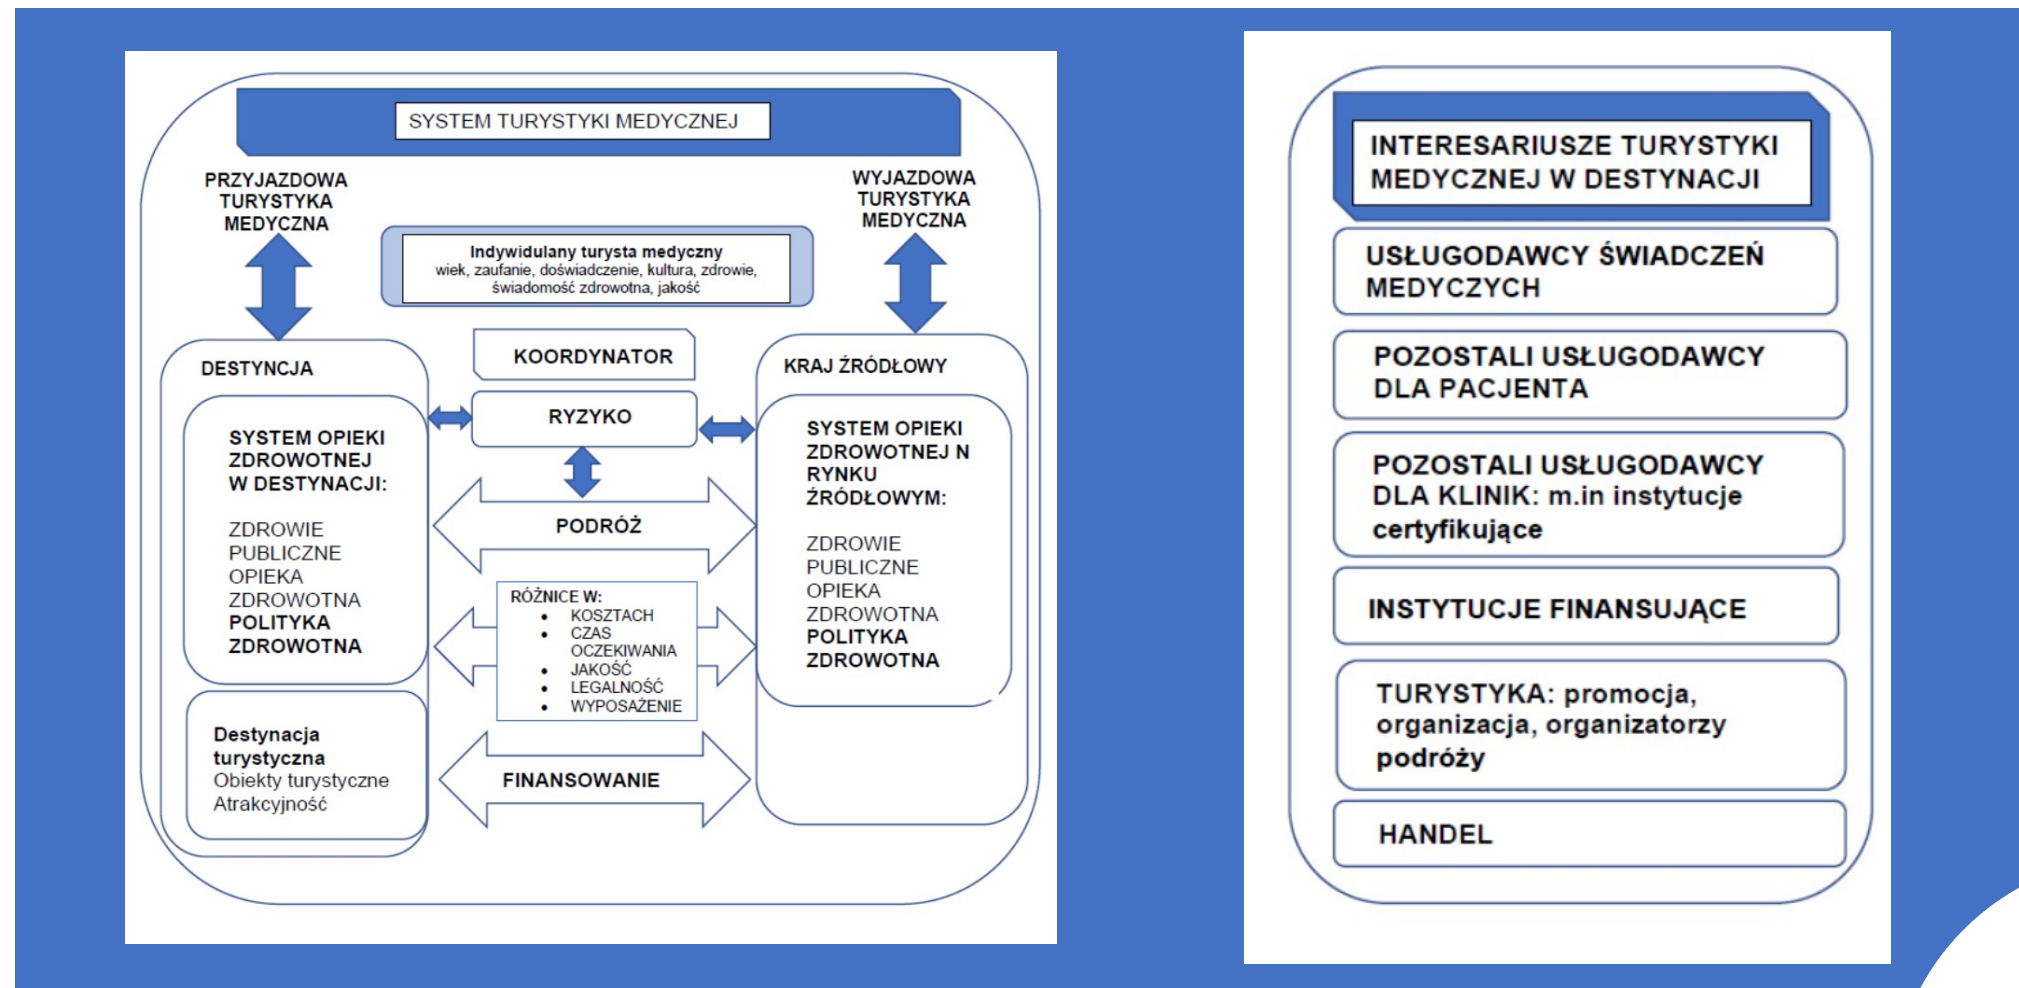 SYSTEM TURYSTYKI MEDYCZNEJ
PRZYJAZDOWA
TURYSTYKA
MEDYCZNA
WYJAZDOWA
TURYSTYKA
MEDYCZNA
Indywidulany turysta medyczny
wiek, zaufanie, doświadczenie, kultura, zdrowie,
świadomość zdrowotna, jakość
DESTYNCJA
SYSTEM OPIEKI
ZDROWOTNEJ
W DESTYNACJI:
ZDROWIE
PUBLICZNE
OPIEKA
ZDROWOTNA
POLITYKA
ZDROWOTNA
Destynacja
turystyczna
Obiekty turystyczne
Atrakcyjność
KOORDYNATOR
RYZYKO
PODRÓŻ
RÓŻNICE W:
• KOSZTACH
• CZAS
OCZEKIWANIA
• JAKOŚĆ
• LEGALNOŚĆ
• WYPOSAŻENIE
FINANSOWANIE
KRAJ ŹRÓDŁOWY
SYSTEM OPIEKI
ZDROWOTNEJ N
RYNKU
ŹRÓDŁOWYM:
ZDROWIE
PUBLICZNE
OPIEKA
ZDROWOTNA
POLITYKA
ZDROWOTNA
INTERESARIUSZE TURYSTYKI
MEDYCZNEJ W DESTYNACJI
USŁUGODAWCY ŚWIADCZEŃ
MEDYCZYCH
POZOSTALI USŁUGODAWCY
DLA PACJENTA
POZOSTALI USŁUGODAWCY
DLA KLINIK: m.in instytucje
certyfikujące
INSTYTUCJE FINANSUJĄCE
TURYSTYKA: promocja,
organizacja, organizatorzy
podróży
HANDEL